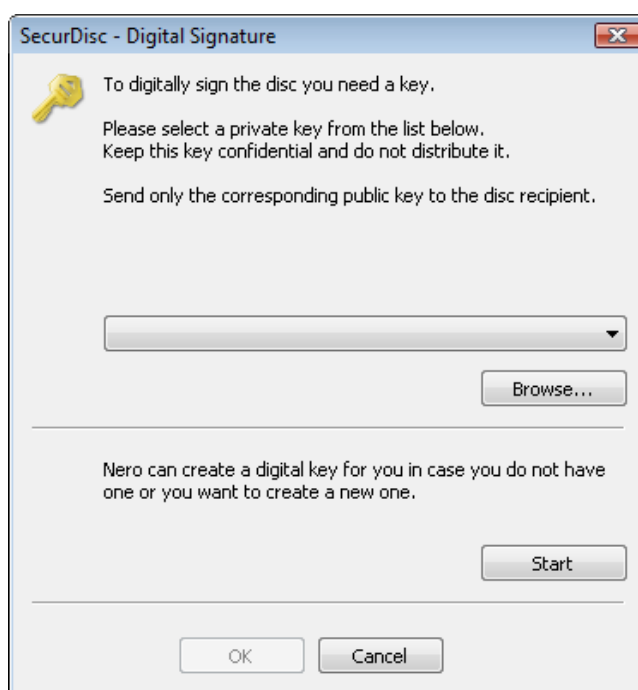 SecurDisc - Digital Signature
To digitally sign the disc you need a key.
Please select a private key from the list below.
Keep this key confidential and do not distribute it.
Send only the corresponding public key to the disc recipient.
Browse...
Nero can create a digital key for you in case you do not have
one or you want to create a new one.
Start
OK
Cancel